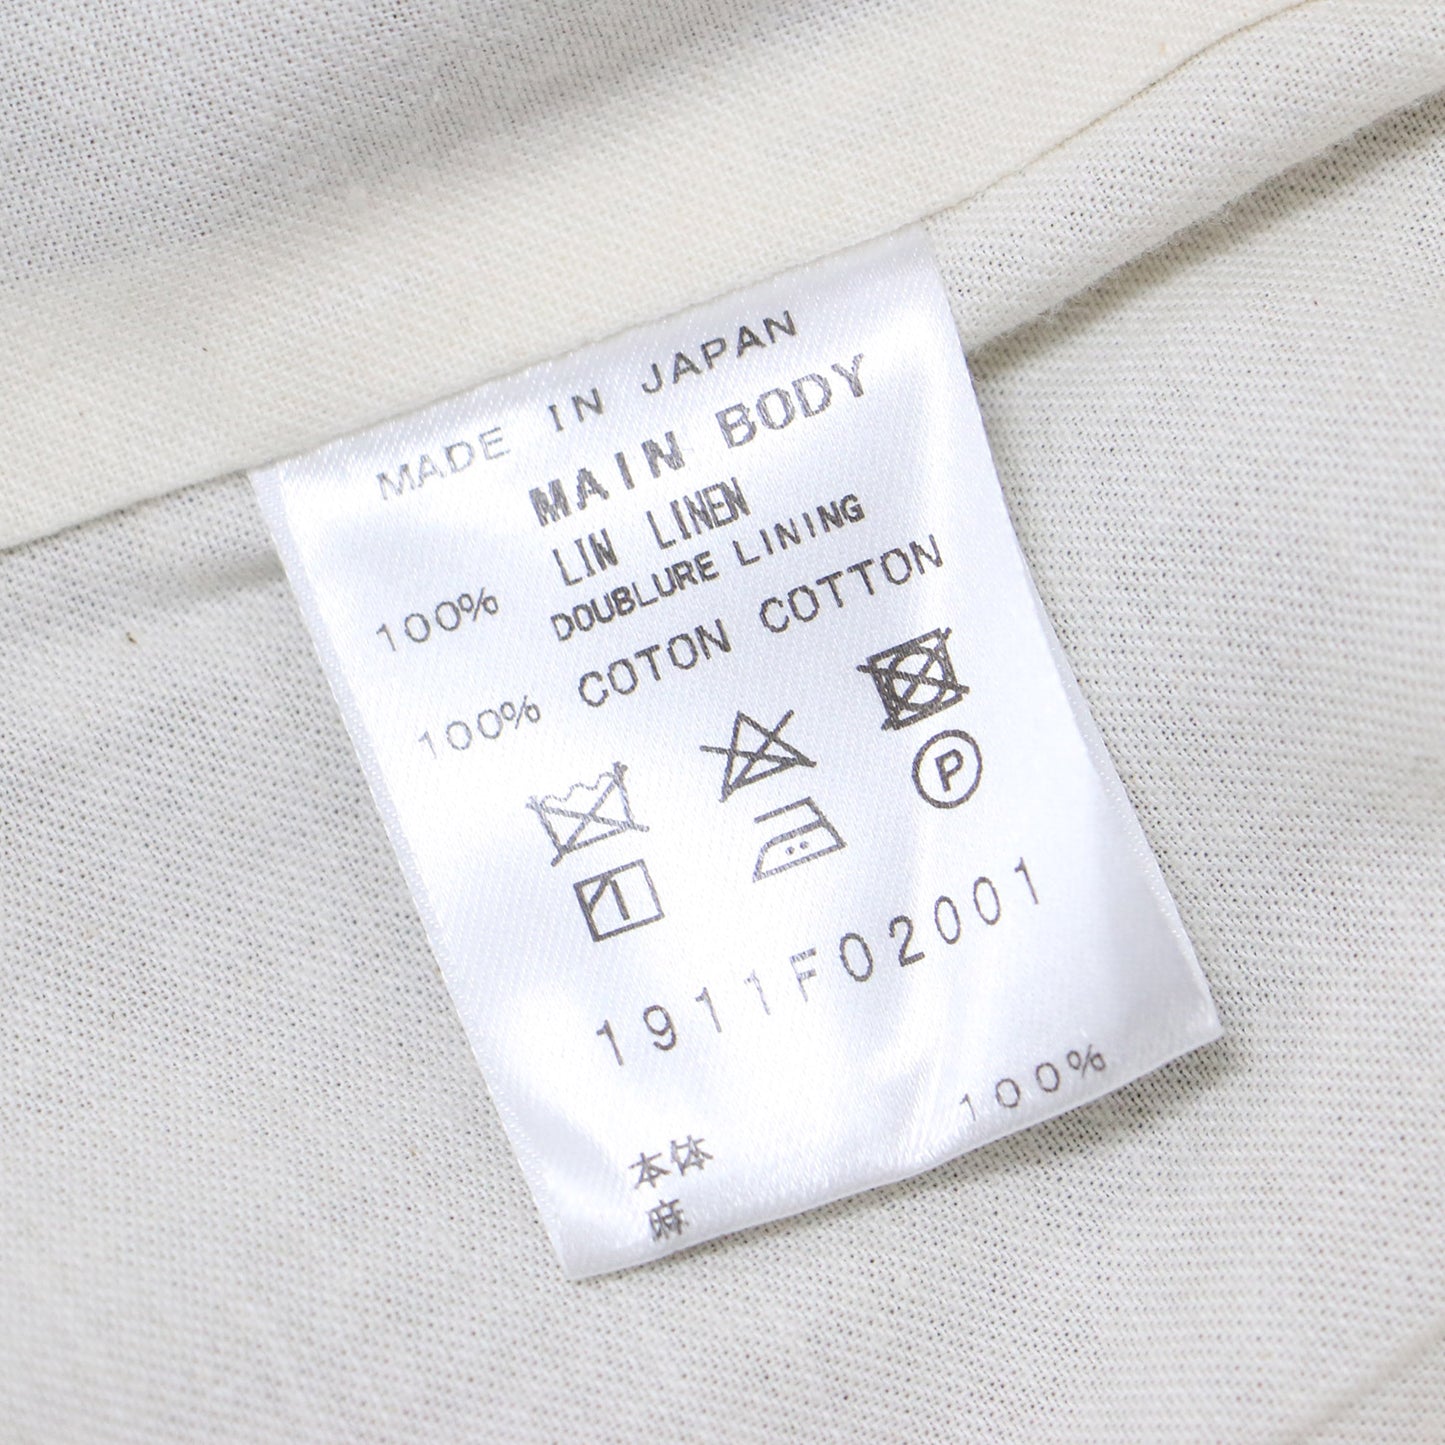 MADE IN JAPAN
MAIN BODY
100% LIN LINEN
DOUBLURE LINING
100% COTON COTTON
P
1911F02001
本体
麻 100%